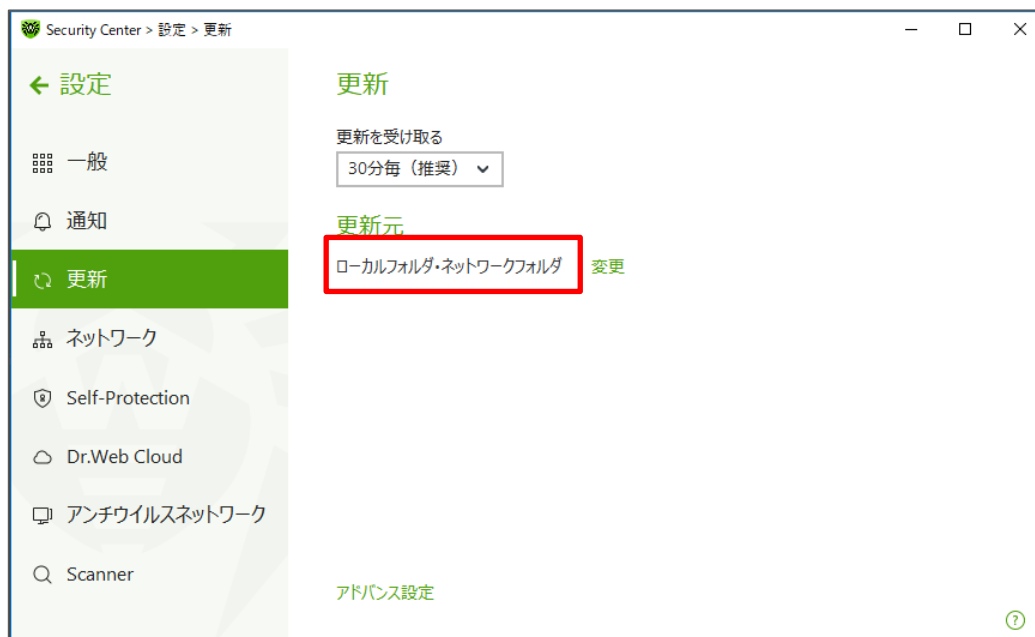 Security Center > 設定 > 更新
設定
一般
通知
更新
ネットワーク
Self-Protection
Dr.Web Cloud
アンチウイルスネットワーク
Scanner
更新
更新を受け取る
30分毎（推奨）
更新元
ローカルフォルダ・ネットワークフォルダ 変更
アドバンス設定
?